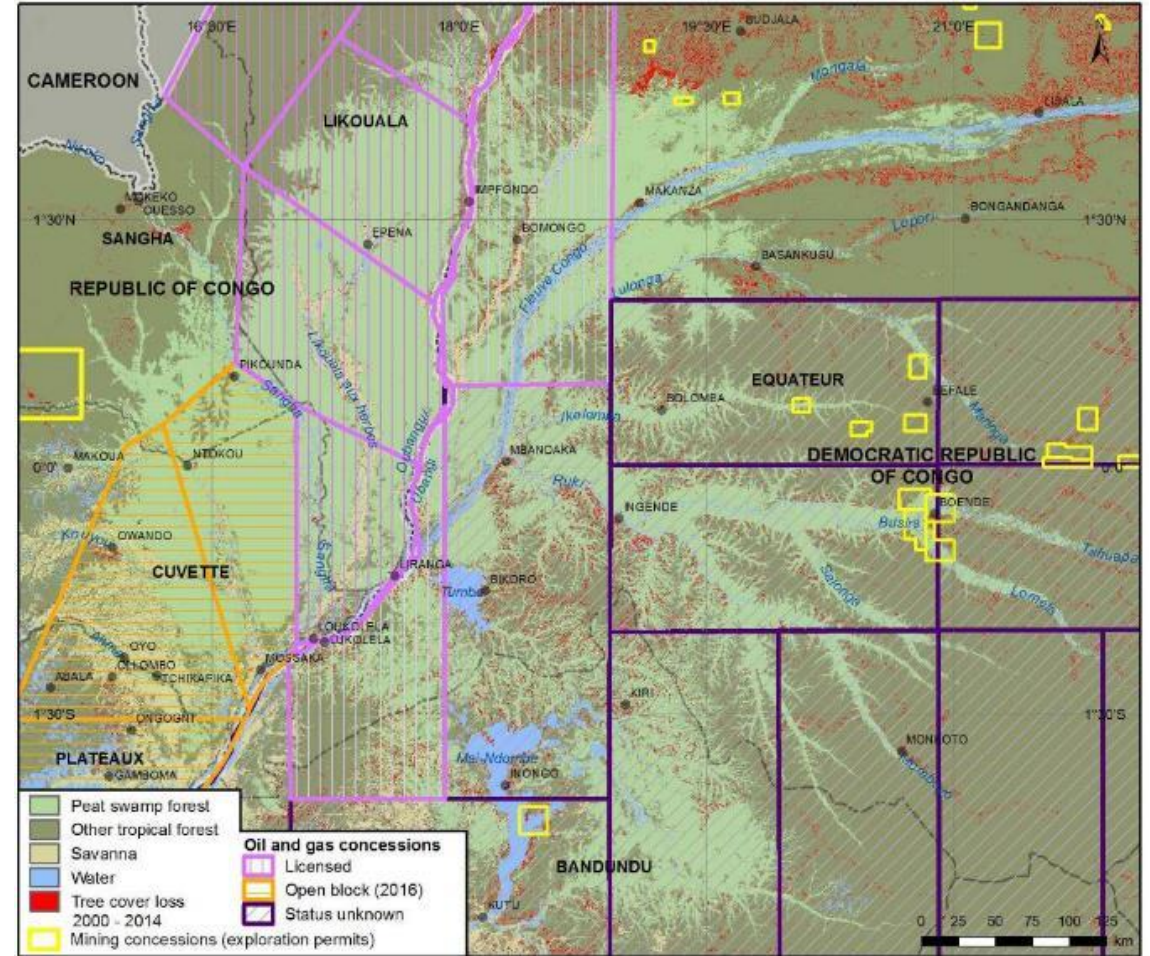 16°30'E
18°0'E
19°30'E
21°0'E
BUDJALA
N
CAMEROON
Mongala
LISALA
LIKOUALA
Ngoko
Sangha
MOKEKO
OUESSO
IMPFONDO
MAKANZA
BONGANDANGA
1°30'N
1°30'N
SANGHA
EPENA
BOMONGO
Lopori
BASANKUSU
REPUBLIC OF CONGO
Fleuve Congo
Lulonga
PIKOUNDA
Sangha
Likouala aux herbes
EQUATEUR
BOLOMBA
Ikelemba
BEFALE
Maringa
Oubangui
Ubangi
MAKOUA
0°0'
NTOKOU
MBANDAKA
DEMOCRATIC REPUBLIC
OF CONGO
0°0'
Ruki
INGENDE
BOENDE
Busira
Kouyou
OWANDO
Tshuapa
CUVETTE
Sangha
LIRANGA
Tumba
BIKORO
Salonga
Lomela
LOUKOLELA
LUKOLELA
Alima
OYO
OLLOMBO
TCHIKAPIKA
MOSSAKA
ABALA
KIRI
1°30'S
1°30'S
ONGOGNI
MONKOTO
PLATEAUX
GAMBOMA
Mai-Ndombe
INONGO
BANDUNDU
KUTU
Peat swamp forest
Other tropical forest
Savanna
Water
Tree cover loss
2000 - 2014
Mining concessions (exploration permits)
Oil and gas concessions
Licensed
Open block (2016)
Status unknown
0 25 50 75 100 125
km